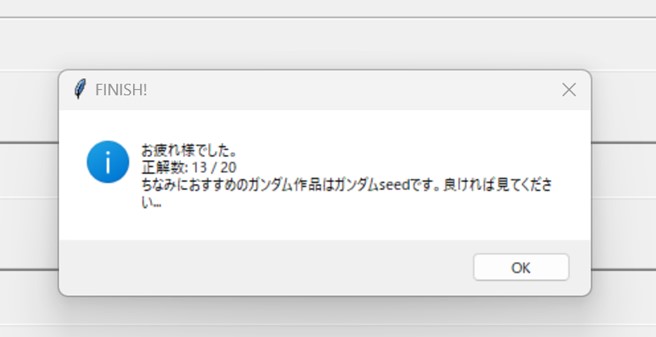 FINISH!
お疲れ様でした。
正解数: 13 / 20
ちなみにおすすめのガンダム作品はガンダムseedです。良ければ見てくださ
い...
OK